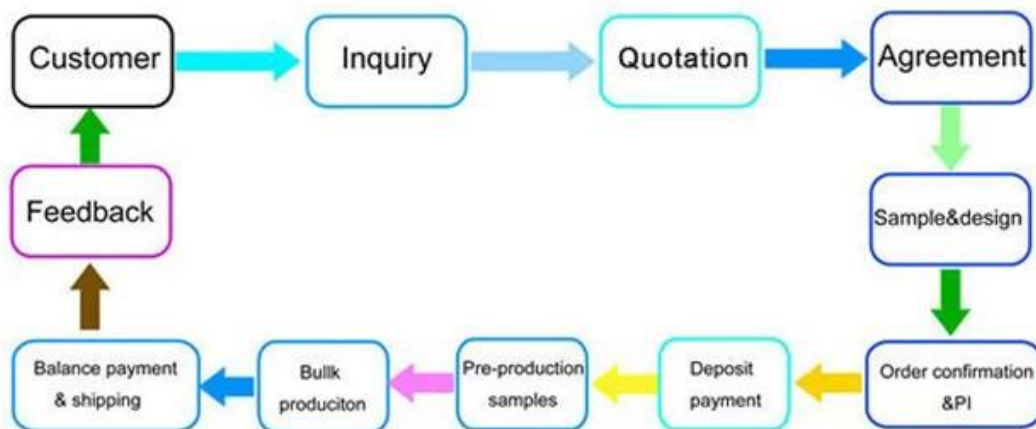 Customer
Inquiry
Quotation
Agreement
Sample&design
Order confirmation
&PI
Deposit
payment
Pre-production
samples
Bullk
produciton
Balance payment
& shipping
Feedback